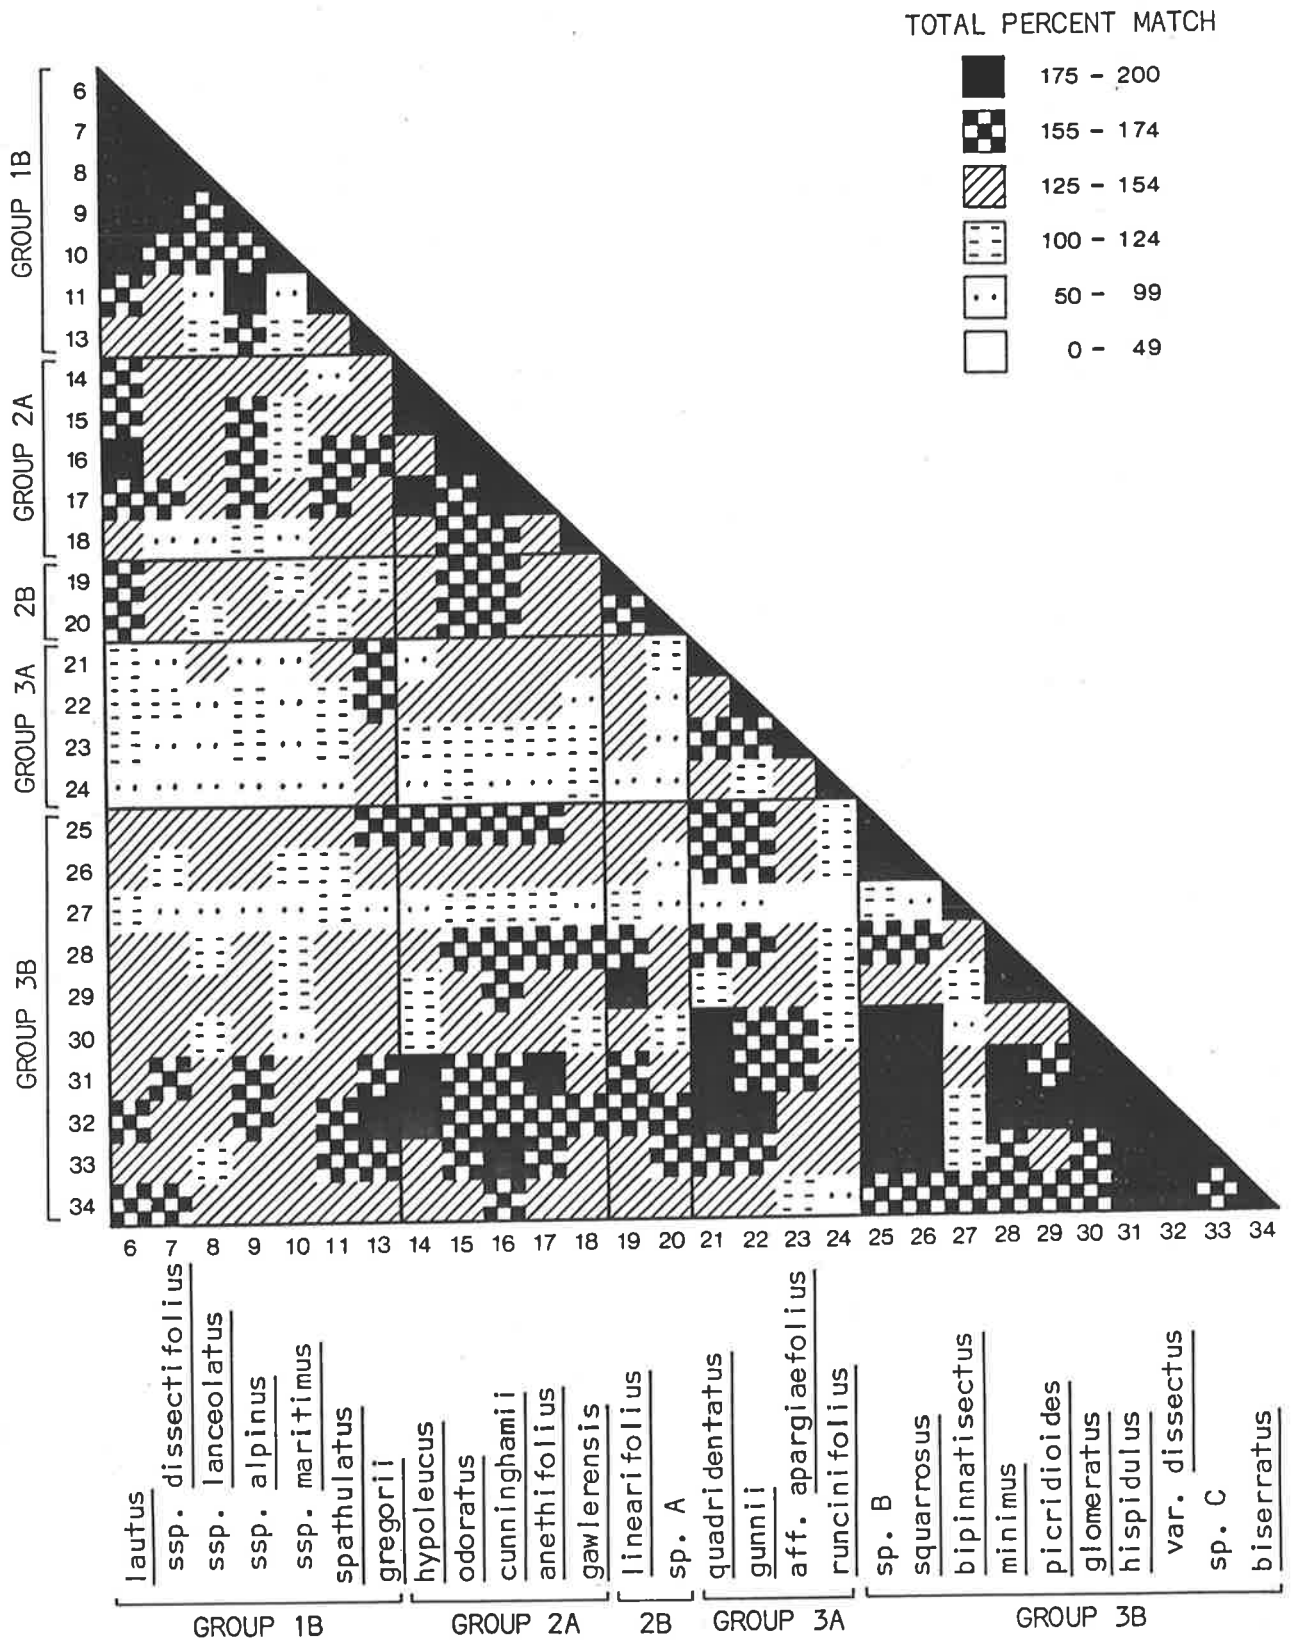 TOTAL PERCENT MATCH
175 - 200
155 - 174
125 - 154
100 - 124
50 - 99
0 - 49
GROUP 1B
6
7
8
9
10
11
13
GROUP 2A
14
15
16
17
18
2B
19
20
GROUP 3A
21
22
23
24
GROUP 3B
25
26
27
28
29
30
31
32
33
34
6 7 8 9 10 11 13 14 15 16 17 18 19 20 21 22 23 24 25 26 27 28 29 30 31 32 33 34
lautus
ssp. dissectifolius
ssp. lanceolatus
ssp. alpinus
ssp. maritimus
spathulatus
gregorii
hypoleucus
odoratus
cunninghamii
anethifolius
gawlerensis
linearifolius
sp. A
quadridentatus
gunnii
aff. apargiaefolius
runcinifolius
sp. B
squarrosus
bipinnatisectus
minimus
picridioides
glomeratus
hispidulus
var. dissectus
sp. C
biserratus
GROUP 1B GROUP 2A 2B GROUP 3A GROUP 3B